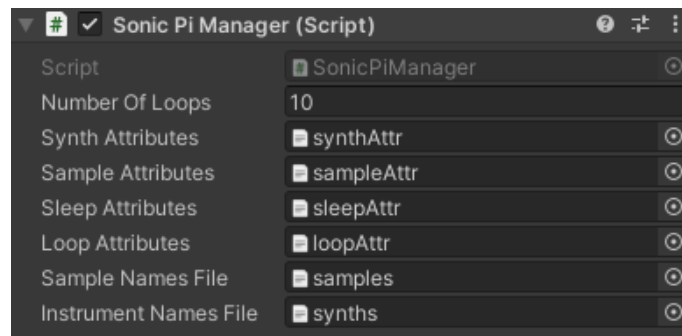 # Sonic Pi Manager (Script)
Script # SonicPiManager
Number Of Loops 10
Synth Attributes synthAttr
Sample Attributes sampleAttr
Sleep Attributes sleepAttr
Loop Attributes loopAttr
Sample Names File samples
Instrument Names File synths